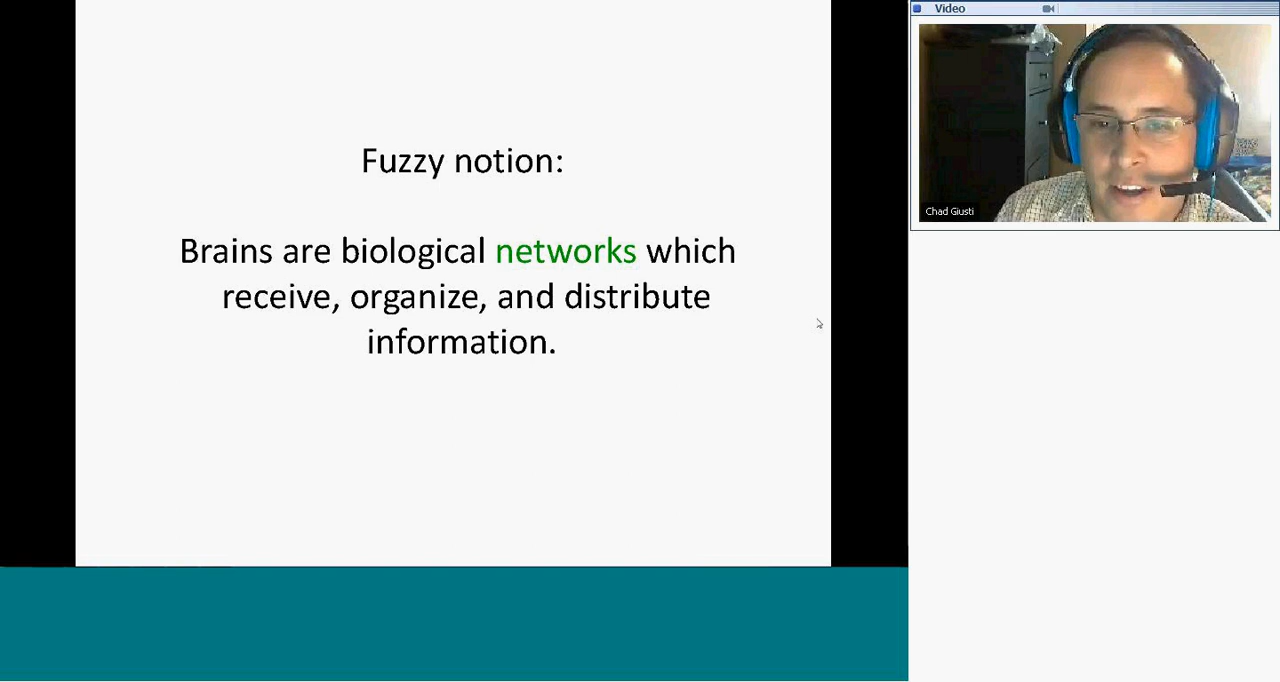 Video
Chad Giusti
Fuzzy notion:
Brains are biological networks which
receive, organize, and distribute
information.